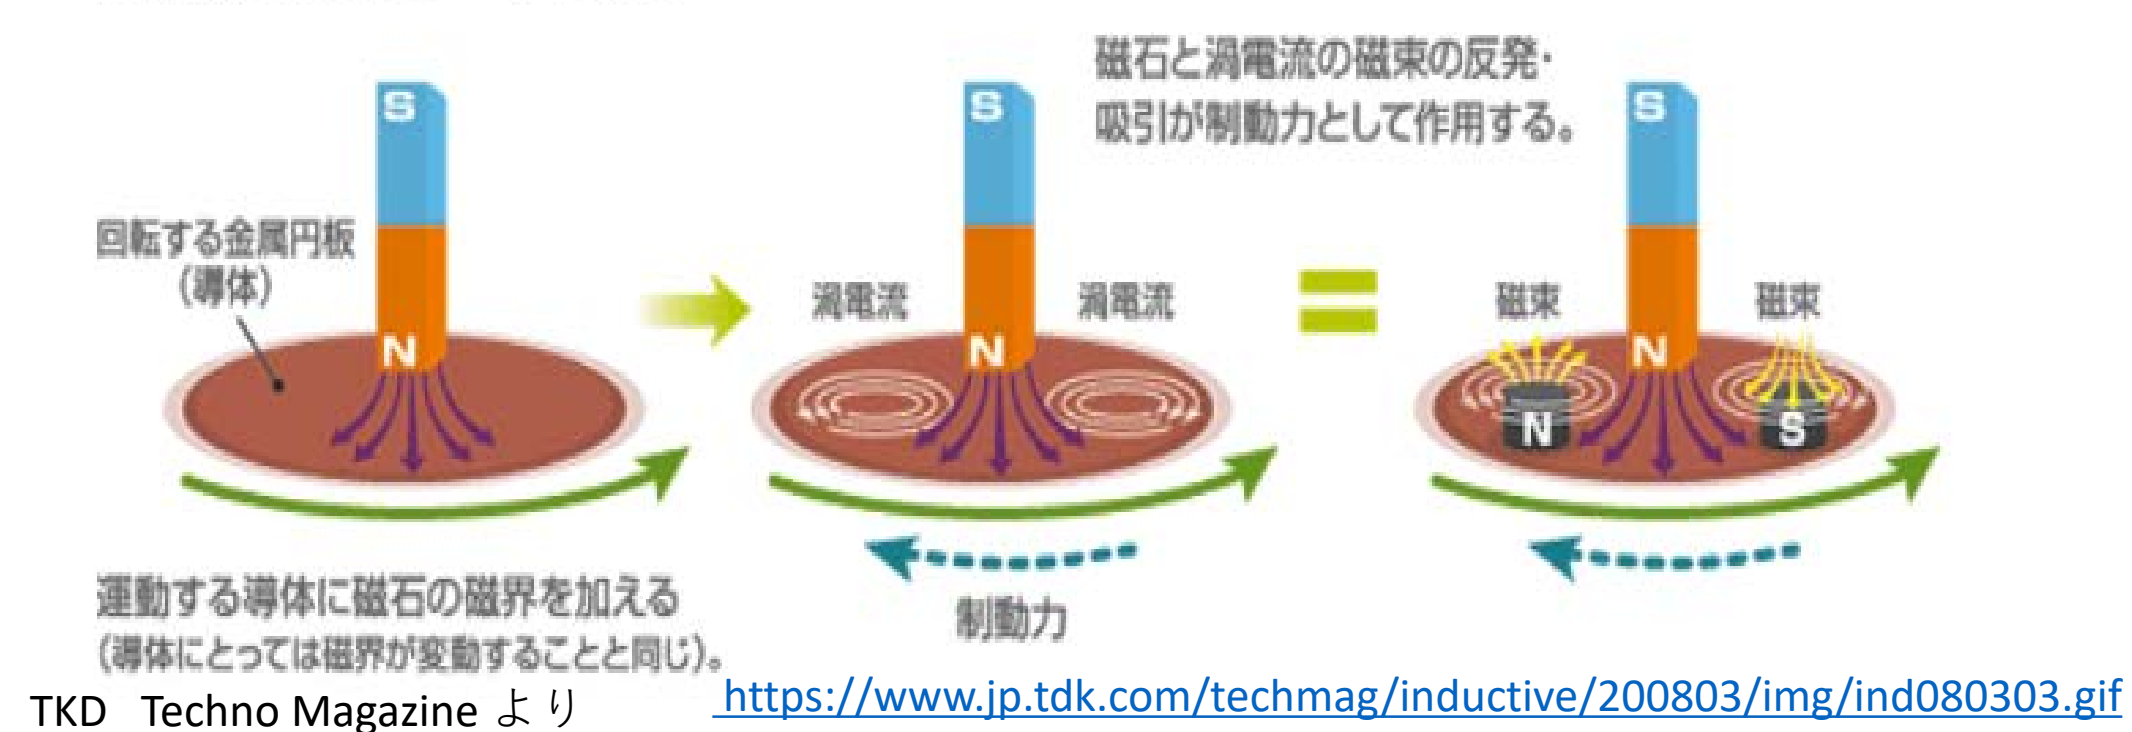 磁石と渦電流の磁束の反発・
吸引が制動力として作用する。
S
S
S
回転する金属円板
(導体)
渦電流
渦電流
磁束
磁束
N
N
N
N
S
制動力
運動する導体に磁石の磁界を加える
(導体にとっては磁界が変動することと同じ)。
TKD Techno Magazine より
https://www.jp.tdk.com/techmag/inductive/200803/img/ind080303.gif